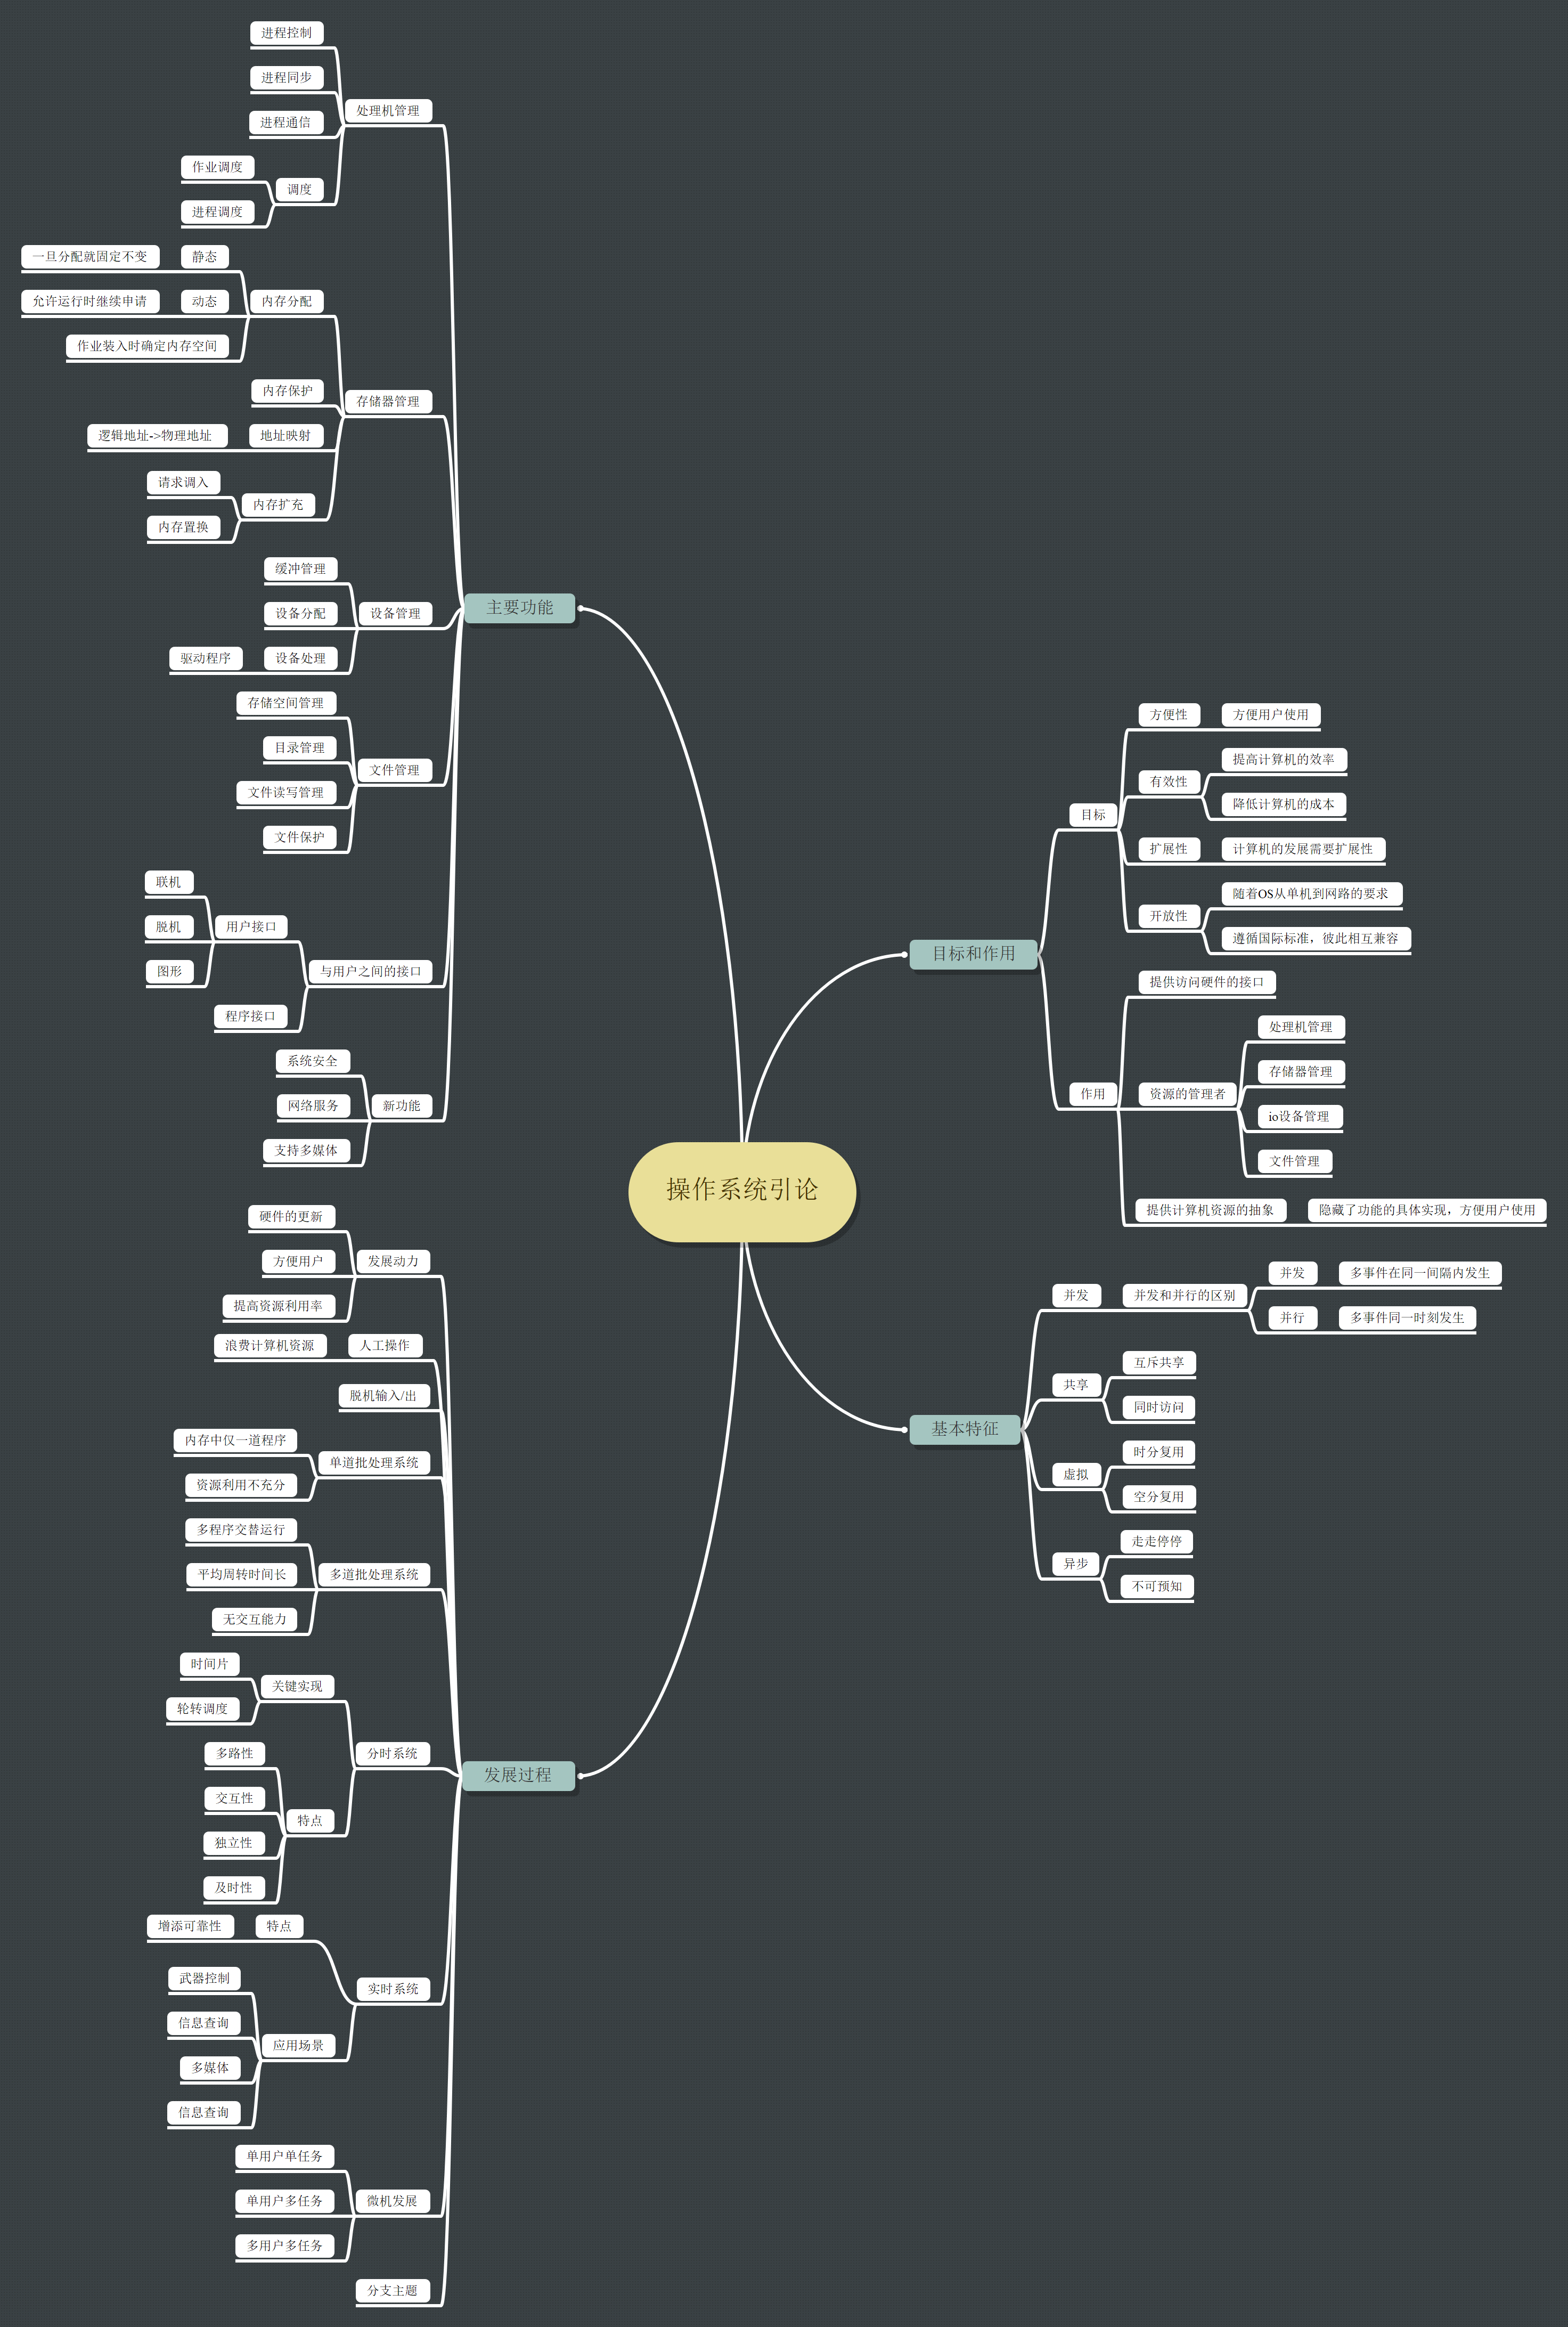 操作系统引论
目标和作用
目标
方便性
方便用户使用
有效性
提高计算机的效率
降低计算机的成本
扩展性
计算机的发展需要扩展性
开放性
随着OS从单机到网路的要求
遵循国际标准，彼此相互兼容
作用
提供访问硬件的接口
资源的管理者
处理机管理
存储器管理
io设备管理
文件管理
提供计算机资源的抽象
隐藏了功能的具体实现，方便用户使用
基本特征
并发
并发和并行的区别
并发
多事件在同一间隔内发生
并行
多事件同一时刻发生
共享
互斥共享
同时访问
虚拟
时分复用
空分复用
异步
走走停停
不可预知
主要功能
处理机管理
进程控制
进程同步
进程通信
调度
作业调度
进程调度
存储器管理
内存分配
静态
一旦分配就固定不变
动态
允许运行时继续申请
作业装入时确定内存空间
内存保护
地址映射
逻辑地址->物理地址
内存扩充
请求调入
内存置换
设备管理
缓冲管理
设备分配
设备处理
驱动程序
文件管理
存储空间管理
目录管理
文件读写管理
文件保护
与用户之间的接口
用户接口
联机
脱机
图形
程序接口
新功能
系统安全
网络服务
支持多媒体
发展过程
发展动力
硬件的更新
方便用户
提高资源利用率
人工操作
浪费计算机资源
脱机输入/出
单道批处理系统
内存中仅一道程序
资源利用不充分
多道批处理系统
多程序交替运行
平均周转时间长
无交互能力
分时系统
关键实现
时间片
轮转调度
特点
多路性
交互性
独立性
及时性
实时系统
特点
增添可靠性
应用场景
武器控制
信息查询
多媒体
信息查询
微机发展
单用户单任务
单用户多任务
多用户多任务
分支主题